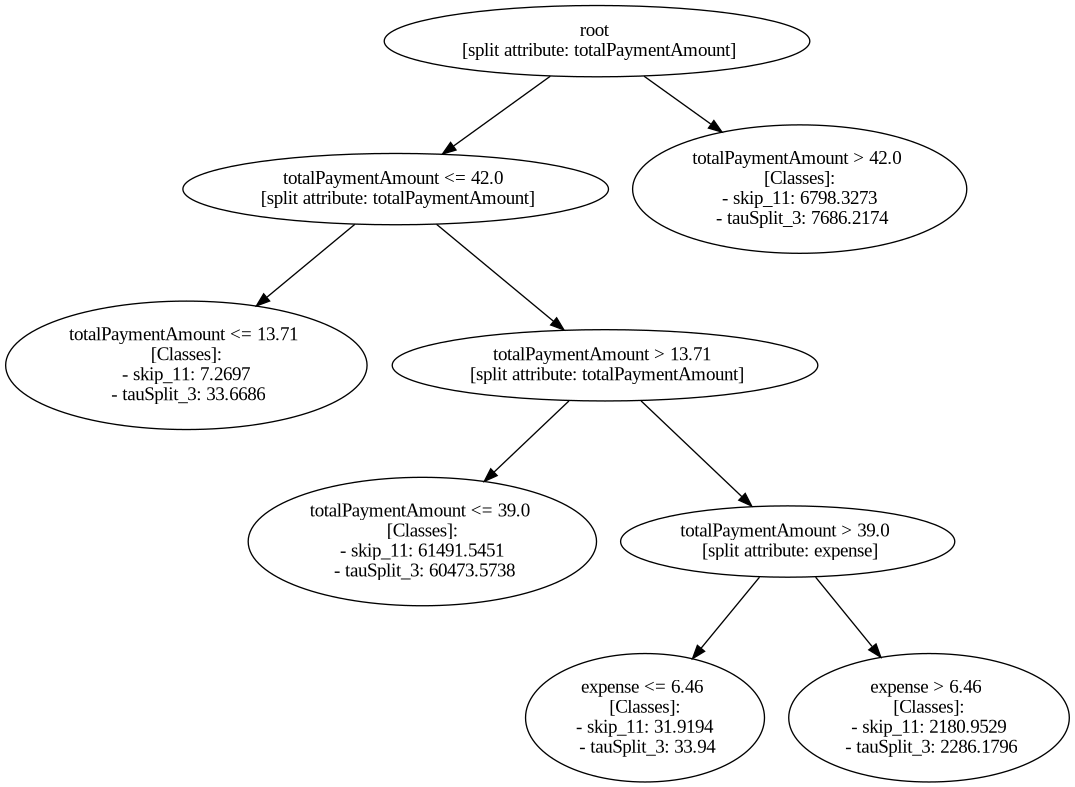 root
[split attribute: totalPaymentAmount]
totalPaymentAmount <= 42.0
[split attribute: totalPaymentAmount]
totalPaymentAmount > 42.0
[Classes]:
- skip_11: 6798.3273
- tauSplit_3: 7686.2174
totalPaymentAmount <= 13.71
[Classes]:
- skip_11: 7.2697
- tauSplit_3: 33.6686
totalPaymentAmount > 13.71
[split attribute: totalPaymentAmount]
totalPaymentAmount <= 39.0
[Classes]:
- skip_11: 61491.5451
- tauSplit_3: 60473.5738
totalPaymentAmount > 39.0
[split attribute: expense]
expense <= 6.46
[Classes]:
- skip_11: 31.9194
- tauSplit_3: 33.94
expense > 6.46
[Classes]:
- skip_11: 2180.9529
- tauSplit_3: 2286.1796